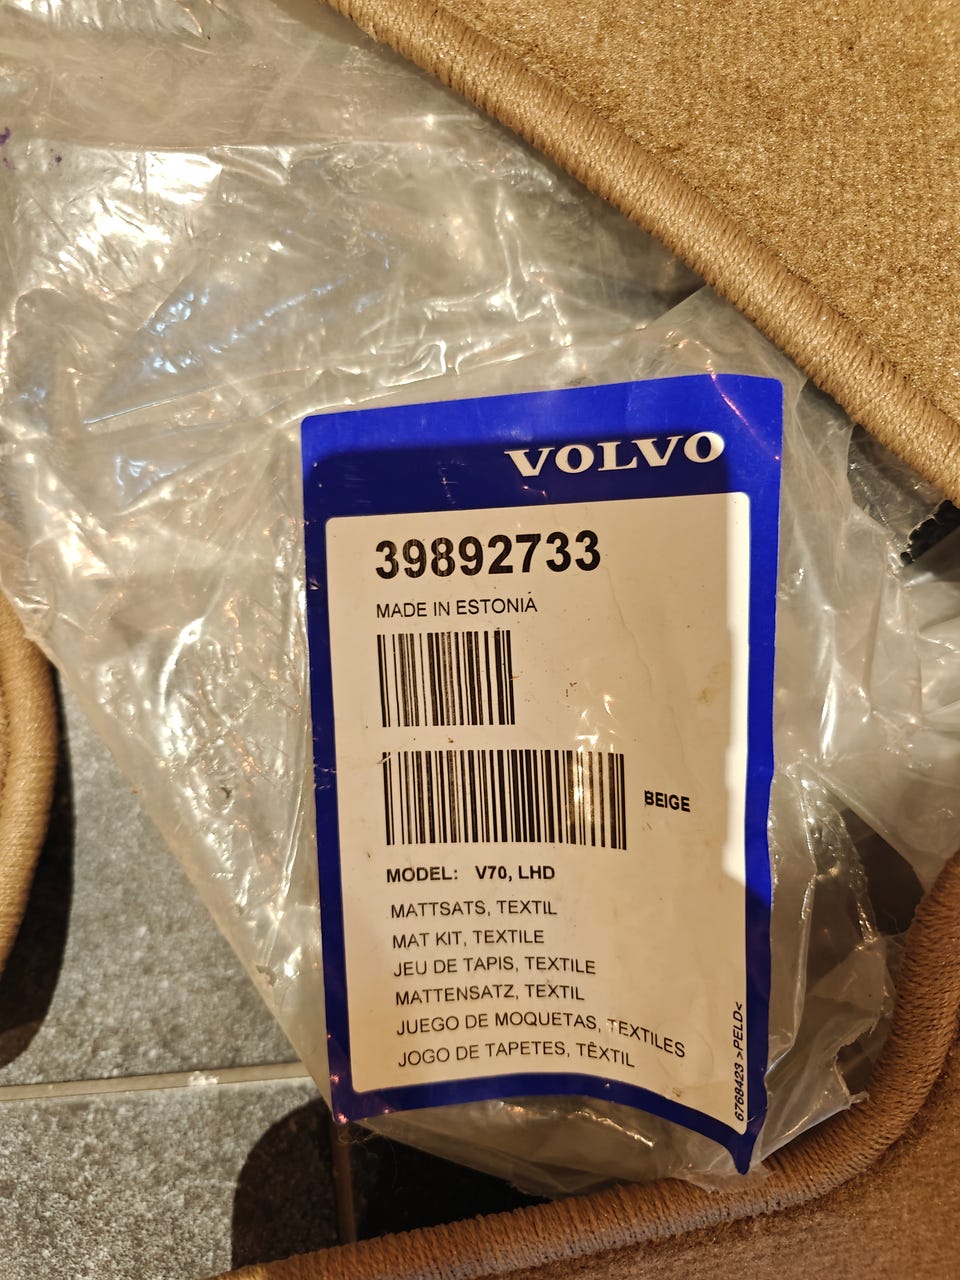 VOLVO
39892733
MADE IN ESTONIA
BEIGE
MODEL: V70, LHD
MATTSATS, TEXTIL
MAT KIT, TEXTILE
JEU DE TAPIS, TEXTILE
MATTENSATZ, TEXTIL
JUEGO DE MOQUETAS, TEXTILES
JOGO DE TAPETES, TÊXTIL
6768423 >PELD<